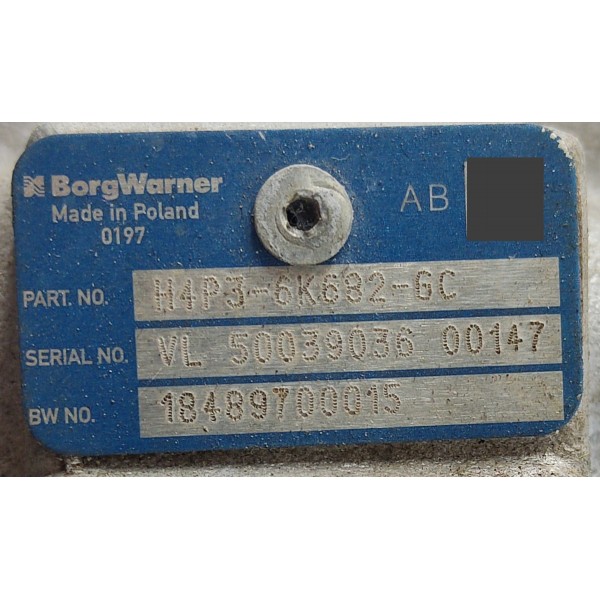 BorgWarner
Made in Poland
0197
AB
PART. NO. H4P3-6K682-GC
SERIAL NO. VL 50039036 00147
BW NO. 18489700015